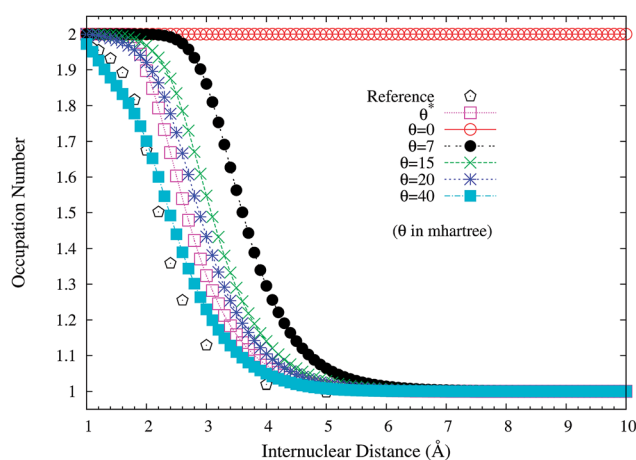 2
1.9
1.8
1.7
1.6
1.5
1.4
1.3
1.2
1.1
1
Occupation Number
Reference
θ*
θ=0
θ=7
θ=15
θ=20
θ=40
(θ in mhartree)
1 2 3 4 5 6 7 8 9 10
Internuclear Distance (Å)